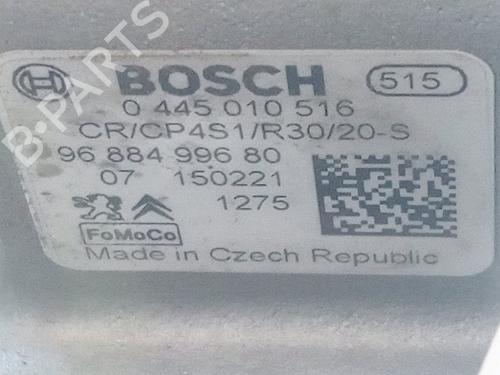 BOSCH 515
0 445 010 516
CR/CP4S1/R30/20-S
96 884 996 80
07 150221
1275
FoMoCo
Made in Czech Republic
B-PARTS